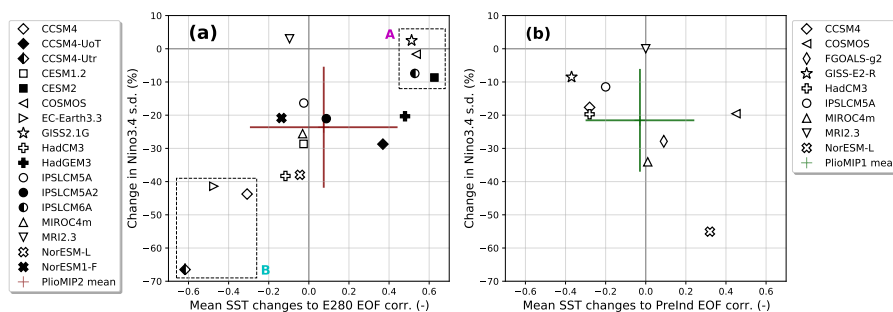 CCSM4
CCSM4-UoT
CCSM4-Utr
CESM1.2
CESM2
COSMOS
EC-Earth3.3
GISS2.1G
HadCM3
HadGEM3
IPSLCM5A
IPSLCM5A2
IPSLCM6A
MIROC4m
MRI2.3
NorESM-L
NorESM1-F
PlioMIP2 mean
Change in Nino3.4 s.d. (%)
10
0
−10
−20
−30
−40
−50
−60
−70
(a)
A
B
−0.6 −0.4 −0.2 0.0 0.2 0.4 0.6
Mean SST changes to E280 EOF corr. (-)
Change in Nino3.4 s.d. (%)
10
0
−10
−20
−30
−40
−50
−60
−70
(b)
−0.6 −0.4 −0.2 0.0 0.2 0.4 0.6
Mean SST changes to PreInd EOF corr. (-)
CCSM4
COSMOS
FGOALS-g2
GISS-E2-R
HadCM3
IPSLCM5A
MIROC4m
MRI2.3
NorESM-L
PlioMIP1 mean